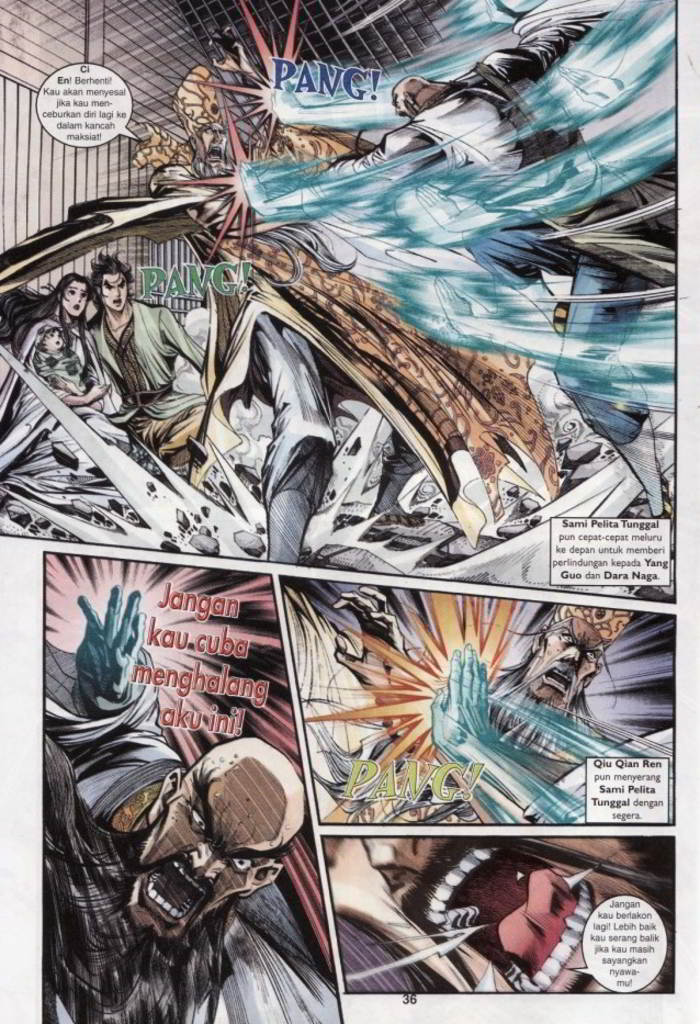 Ci
En! Berhenti!
Kau akan menyesal
jika kau men-
ceburkan diri lagi ke
dalam kancah
maksiat!
PANG!
PANG!
Sami Pelita Tunggal
pun cepat-cepat meluru
ke depan untuk memberi
perlindungan kepada Yang
Guo dan Dara Naga.
Jangan
kau cuba
menghalang
aku ini!
PANG!
Qiu Qian Ren
pun menyerang
Sami Pelita
Tunggal dengan
segera.
Jangan
kau berlakon
lagi! Lebih baik
kau serang balik
jika kau masih
sayangkan
nyawa-
mu!
36